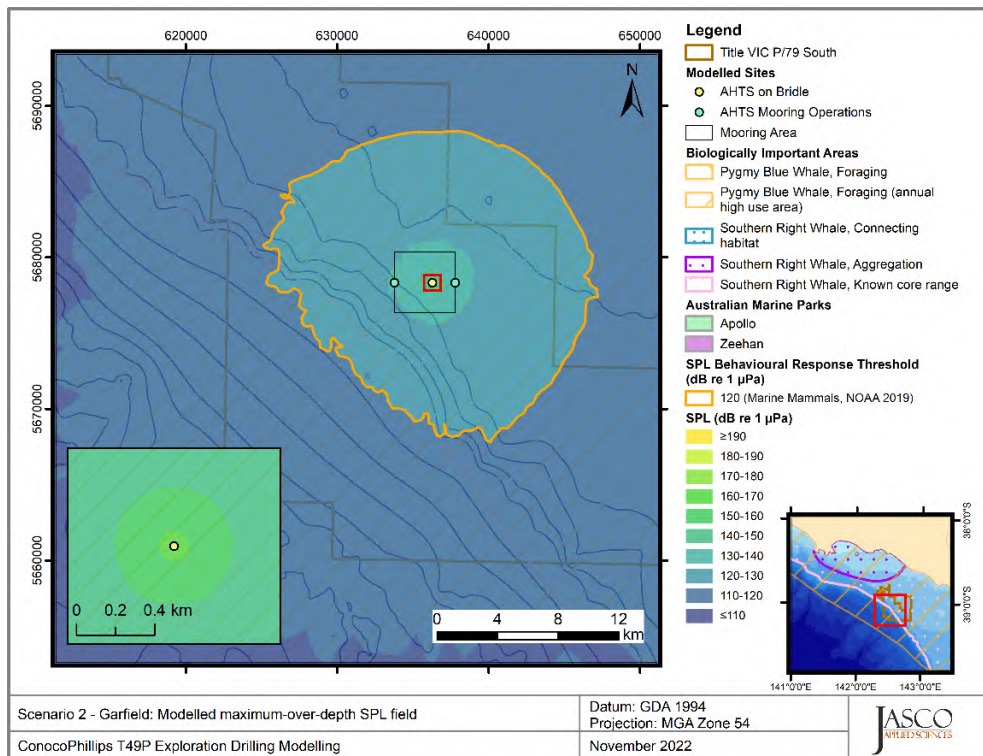 620000
630000
640000
650000
5690000
5680000
5670000
5660000
N
0
0.2
0.4 km
0
4
8
12
km
Legend
Title VIC P/79 South
Modelled Sites
AHTS on Bridle
AHTS Mooring Operations
Mooring Area
Biologically Important Areas
Pygmy Blue Whale, Foraging
Pygmy Blue Whale, Foraging (annual
high use area)
Southern Right Whale, Connecting
habitat
Southern Right Whale, Aggregation
Southern Right Whale, Known core range
Australian Marine Parks
Apollo
Zeehan
SPL Behavioural Response Threshold
(dB re 1 µPa)
120 (Marine Mammals, NOAA 2019)
SPL (dB re 1 µPa)
≥190
180-190
170-180
160-170
150-160
140-150
130-140
120-130
110-120
≤110
38°0'S
39°0'S
141°0'0"E
142°0'0"E
143°0'0"E
Scenario 2 - Garfield: Modelled maximum-over-depth SPL field
ConocoPhillips T49P Exploration Drilling Modelling
Datum: GDA 1994
Projection: MGA Zone 54
November 2022
JASCO
APPLIED SCIENCES